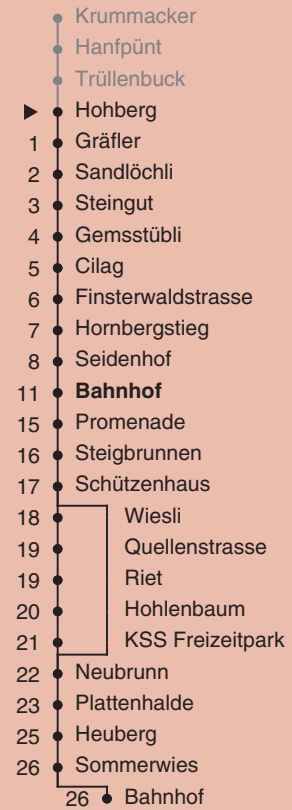 Krummacker
Hanfpünt
Trüllenbuck
Hohberg
1 Gräfler
2 Sandlöchli
3 Steingut
4 Gemsstübli
5 Cilag
6 Finsterwaldstrasse
7 Hornbergstieg
8 Seidenhof
11 Bahnhof
15 Promenade
16 Steigbrunnen
17 Schützenhaus
18 Wiesli
19 Quellenstrasse
19 Riet
20 Hohlenbaum
21 KSS Freizeitpark
22 Neubrunn
23 Plattenhalde
25 Heuberg
26 Sommerwies
26 Bahnhof